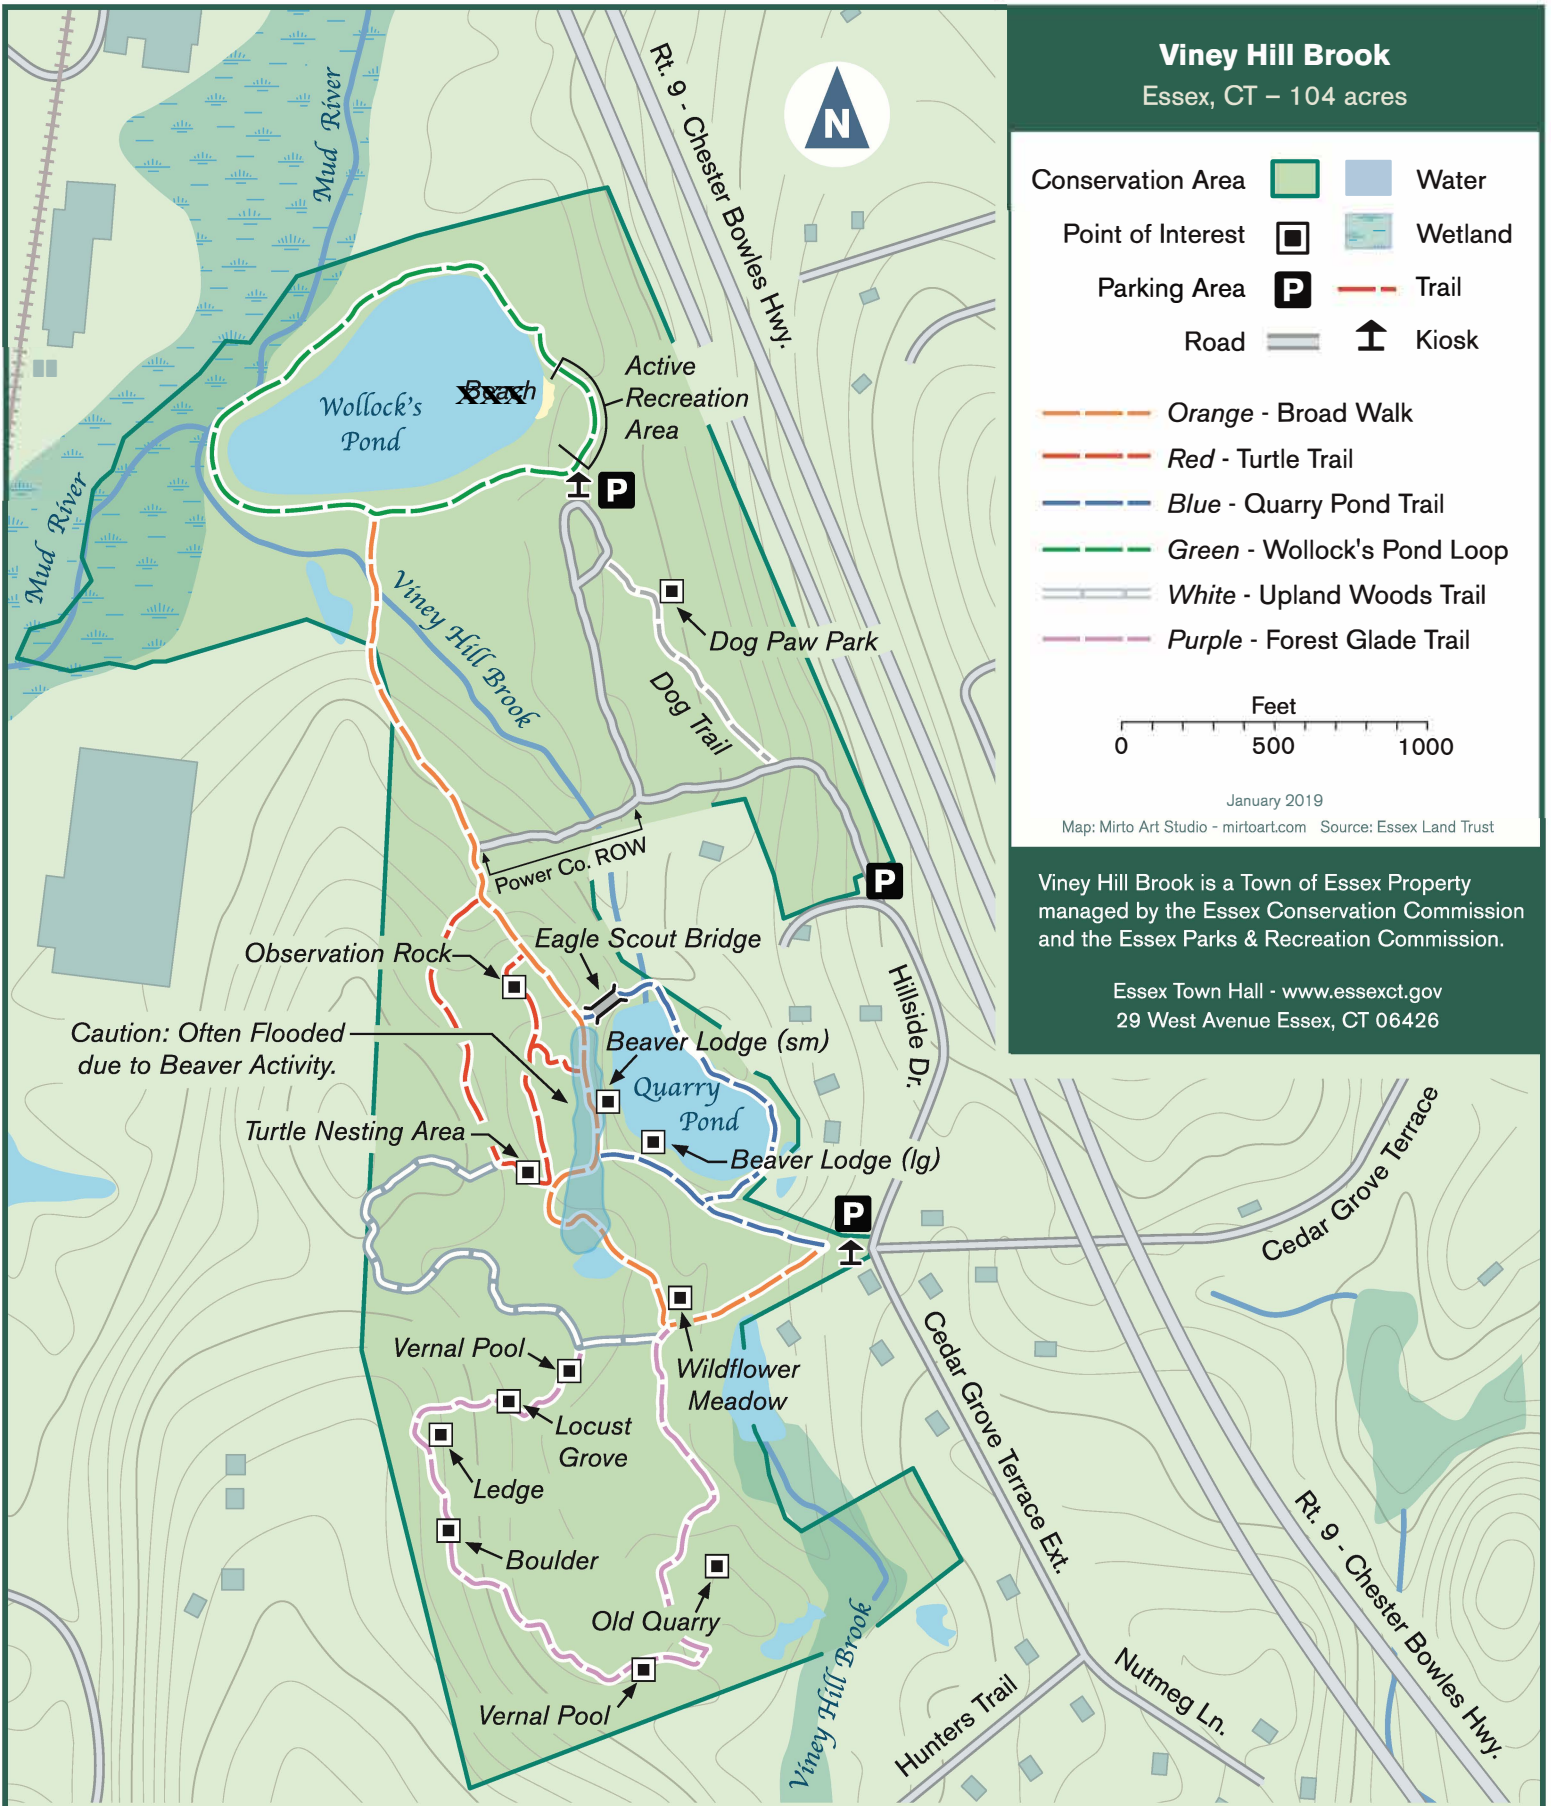 Viney Hill Brook
Essex, CT – 104 acres
Conservation Area
Water
Point of Interest
Wetland
Parking Area
P
Trail
Road
Kiosk
Orange - Broad Walk
Red - Turtle Trail
Blue - Quarry Pond Trail
Green - Wollock's Pond Loop
White - Upland Woods Trail
Purple - Forest Glade Trail
Feet
0 500 1000
January 2019
Map: Mirto Art Studio - mirtoart.com Source: Essex Land Trust
Viney Hill Brook is a Town of Essex Property
managed by the Essex Conservation Commission
and the Essex Parks & Recreation Commission.
Essex Town Hall - www.essexct.gov
29 West Avenue Essex, CT 06426
N
Mud River
Rt. 9 - Chester Bowles Hwy.
Active
Recreation
Area
Beach
XXX
Wollock's
Pond
P
Mud River
Viney Hill Brook
Dog Paw Park
Dog Trail
Power Co. ROW
P
Observation Rock
Eagle Scout Bridge
Hillside Dr.
Caution: Often Flooded
due to Beaver Activity.
Beaver Lodge (sm)
Quarry
Pond
Turtle Nesting Area
Beaver Lodge (lg)
P
Cedar Grove Terrace
Vernal Pool
Wildflower
Meadow
Locust
Grove
Cedar Grove Terrace Ext.
Ledge
Boulder
Old Quarry
Vernal Pool
Viney Hill Brook
Hunters Trail
Nutmeg Ln.
Rt. 9 - Chester Bowles Hwy.